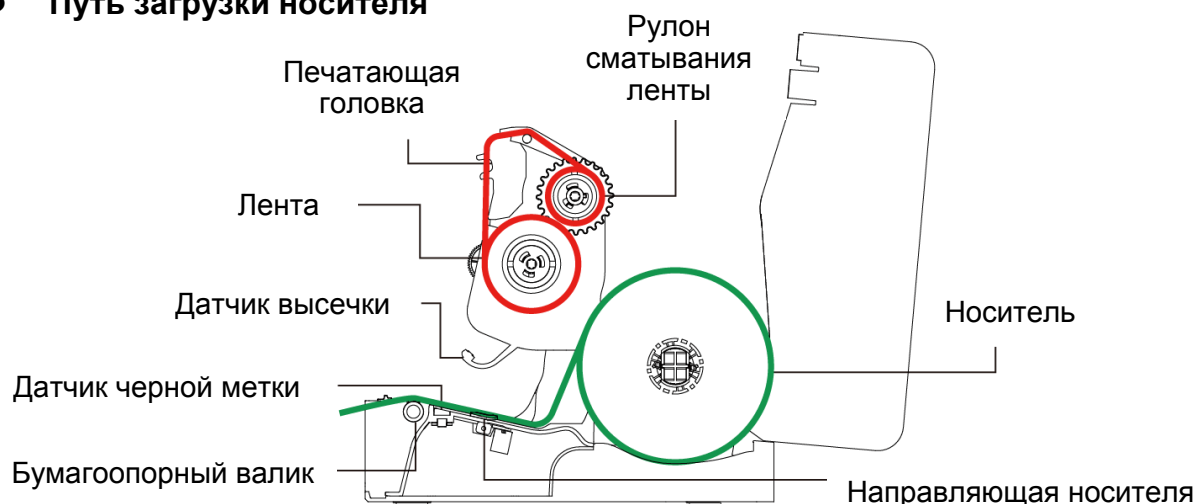 Путь загрузки носителя
Рулон
сматывания
ленты
Печатающая
головка
Лента
Датчик высечки
Носитель
Датчик черной метки
Бумагоопорный валик
Направляющая носителя